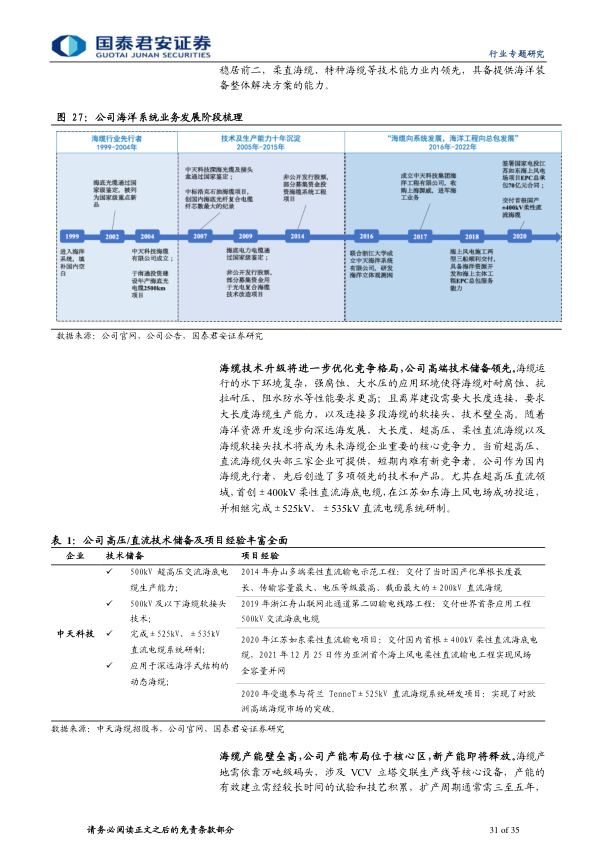 国泰君安证券
GUOTAI JUNAN SECURITIES
行业专题研究
稳居前二，柔直海缆、特种海缆等技术能力业内领先，具备提供海洋装
备整体解决方案的能力。
图 27：公司海洋系统业务发展阶段梳理
海缆行业先行者
1999-2004年
技术及生产能力十年沉淀
2005年-2015年
“海缆向系统发展，海洋工程向总包发展”
2016年-2022年
海底光缆通过国
家级鉴定，被列
为国家级重点新
品
中天科技深海光缆及接头
盒通过国家鉴定；
中标浩克石油海缆项目，
创国内海底光纤复合电缆
纤芯数最大的纪录
非公开发行股票，
部分募集资金投
资海缆系统工程
项目
成立中天科技集团海
洋工程有限公司，收
购上海源威，进军海
工业务
签署国家电投江
苏如东海上风电
场项目EPC总承
包70亿元合同；
交付首根国产
±400kV柔性直
流海缆
1999
2002
2004
2007
2009
2014
2016
2017
2018
2020
进入海洋
系统，填
补国内空
白
中天科技海缆
有限公司成立；
于南通投资建
设年产海底光
电缆2500km
项目
海底电力电缆通
过国家级鉴定；
非公开发行股票，
部分募集资金用
于光电复合海缆
技术改造项目
联合浙江大学成
立中天海洋系统
有限公司，研发
海洋立体观测网
海上风电施工两
型三船顺利交付，
具备海洋资源开
发和海上主体工
程EPC总包服务
能力
数据来源：公司官网，公司公告，国泰君安证券研究
海缆技术升级将进一步优化竞争格局，公司高端技术储备领先。海缆运
行的水下环境复杂，强腐蚀、大水压的应用环境使得海缆对耐腐蚀、抗
拉耐压、阻水防水等性能要求更高；且离岸建设需要大长度连接，要求
大长度海缆生产能力，以及连接多段海缆的软接头，技术壁垒高。随着
海洋资源开发逐步向深远海发展，大长度、超高压、柔性直流海缆以及
海缆软接头技术将成为未来海缆企业重要的核心竞争力。当前超高压、
直流海缆仅头部三家企业可提供，短期内难有新竞争者。公司作为国内
海缆先行者，先后创造了多项领先的技术和产品。尤其在超高压直流领
域，首创±400kV 柔性直流海底电缆，在江苏如东海上风电场成功投运，
并相继完成±525kV、±535kV 直流电缆系统研制。
表 1：公司高压/直流技术储备及项目经验丰富全面
企业 技术储备 项目经验
中天科技
✓ 500kV 超高压交流海底电
缆生产能力；
✓ 500kV 及以下海缆软接头
技术；
✓ 完成±525kV、±535kV
直流电缆系统研制；
✓ 应用于深远海浮式结构的
动态海缆；
2014 年舟山多端柔性直流输电示范工程：交付了当时国产化单根长度最
长、传输容量最大、电压等级最高、截面最大的±200kV 直流海缆
2019 年浙江舟山联网北通道第二回输电线路工程：交付世界首条应用工程
500kV 交流海底电缆
2020 年江苏如东柔性直流输电项目：交付国内首根±400kV 柔性直流海底电
缆，2021 年 12 月 25 日作为亚洲首个海上风电柔性直流输电工程实现风场
全容量并网
2020 年受邀参与荷兰 TenneT±525kV 直流海缆系统研发项目：实现了对欧
洲高端海缆市场的突破。
数据来源：中天海缆招股书，公司官网，国泰君安证券研究
海缆产能壁垒高，公司产能布局位于核心区，新产能即将释放。海缆产
地需依靠万吨级码头，涉及 VCV 立塔交联生产线等核心设备，产能的
有效建立需经较长时间的试验和技艺积累，扩产周期通常需三至五年，
请务必阅读正文之后的免责条款部分
31 of 35